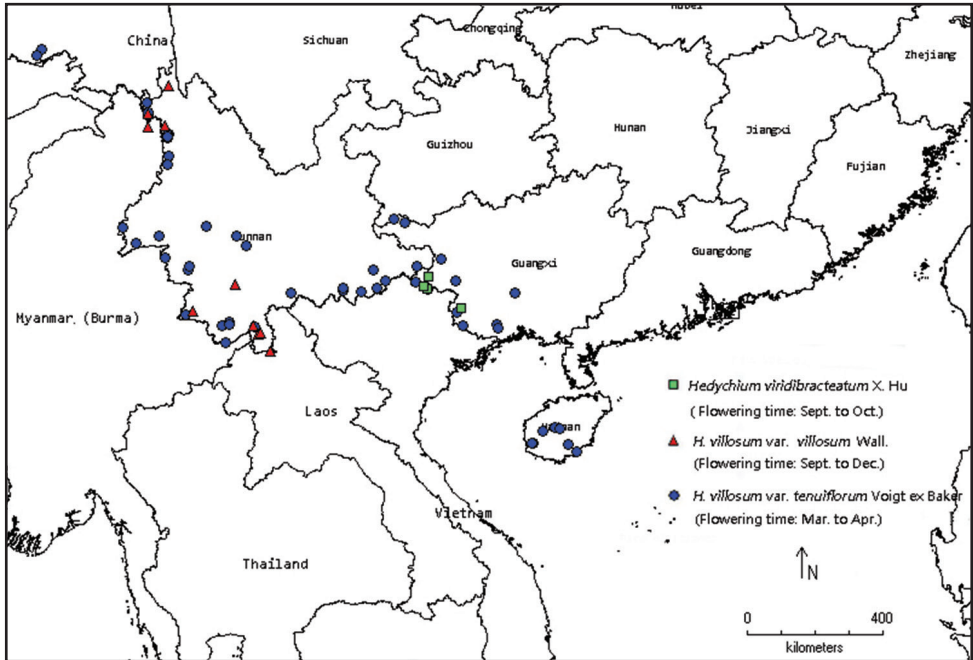 Hubei
China
Sichuan
Chongqing
Zhejiang
Hunan
Jiangxi
Guizhou
Fujian
Yunnan
Guangxi
Guangdong
Myanmar. (Burma)
Hedychium viridibracteatum X. Hu
( Flowering time: Sept. to Oct.)
Laos
Hainan
H. villosum var. villosum Wall.
(Flowering time: Sept. to Dec.)
H. villosum var. tenuiflorum Voigt ex Baker
(Flowering time: Mar. to Apr.)
Vietnam
Thailand
N
0 400
kilometers